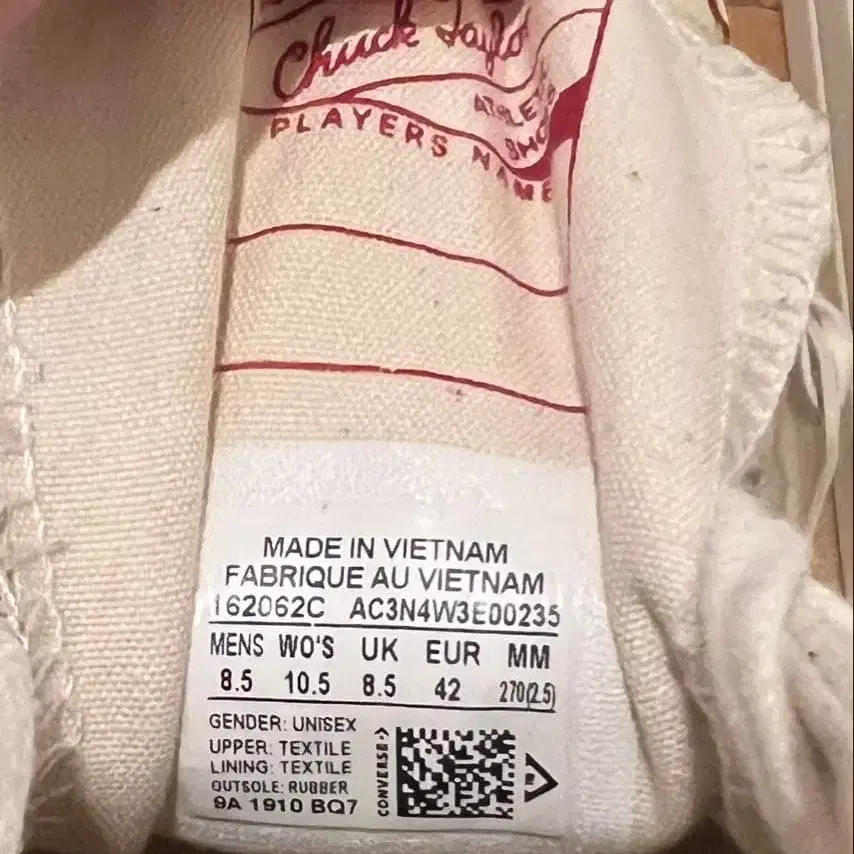 Chuck Taylo
ATHLETE
SHO
PLAYERS NAME
MADE IN VIETNAM
FABRIQUE AU VIETNAM
162062C AC3N4W3E00235
MENS WO'S UK EUR MM
8.5 10.5 8.5 42 270(2.5)
GENDER: UNISEX
UPPER: TEXTILE
LINING: TEXTILE
OUTSOLE: RUBBER
9A 1910 BQ7
CONVERSE